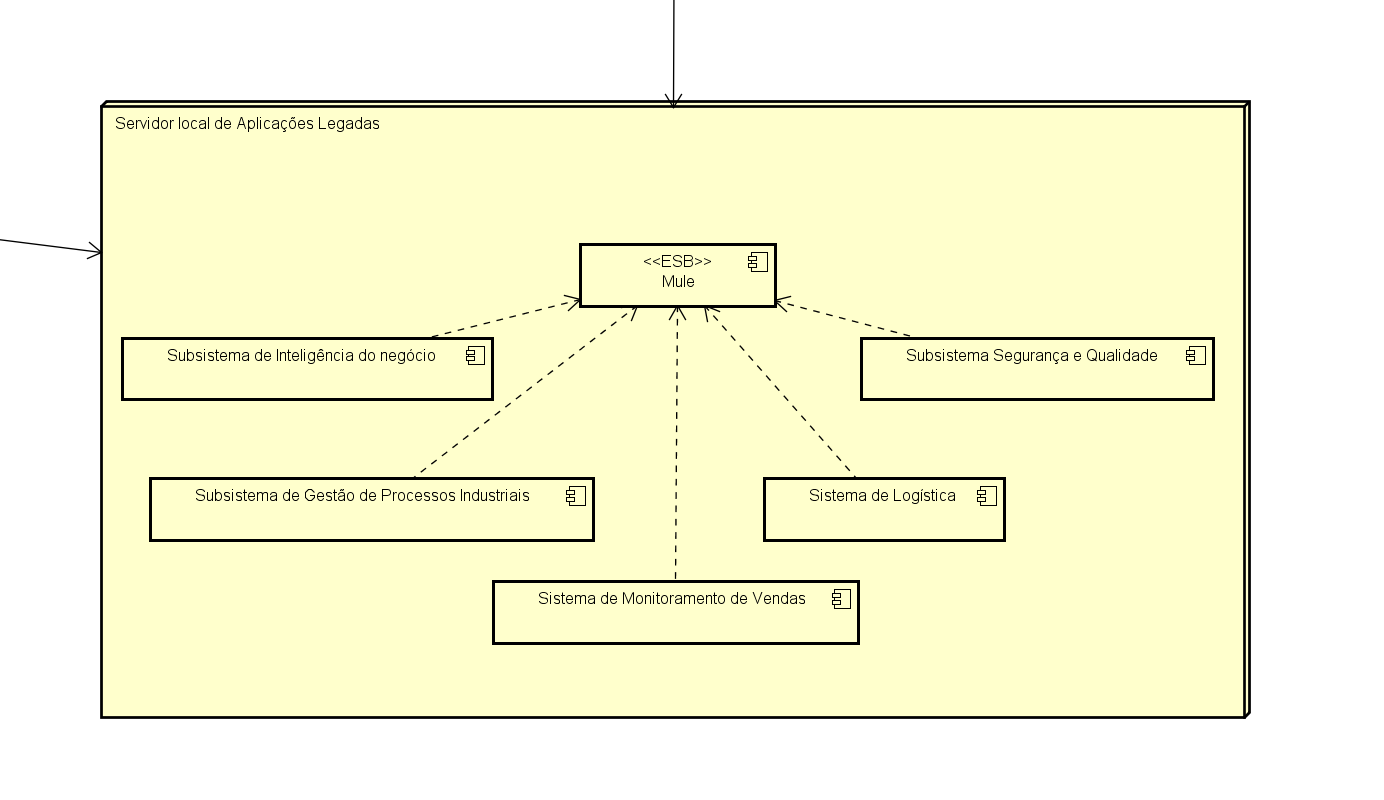 Servidor local de Aplicações Legadas
<<ESB>>
Mule
Subsistema de Inteligência do negócio
Subsistema Segurança e Qualidade
Subsistema de Gestão de Processos Industriais
Sistema de Logística
Sistema de Monitoramento de Vendas